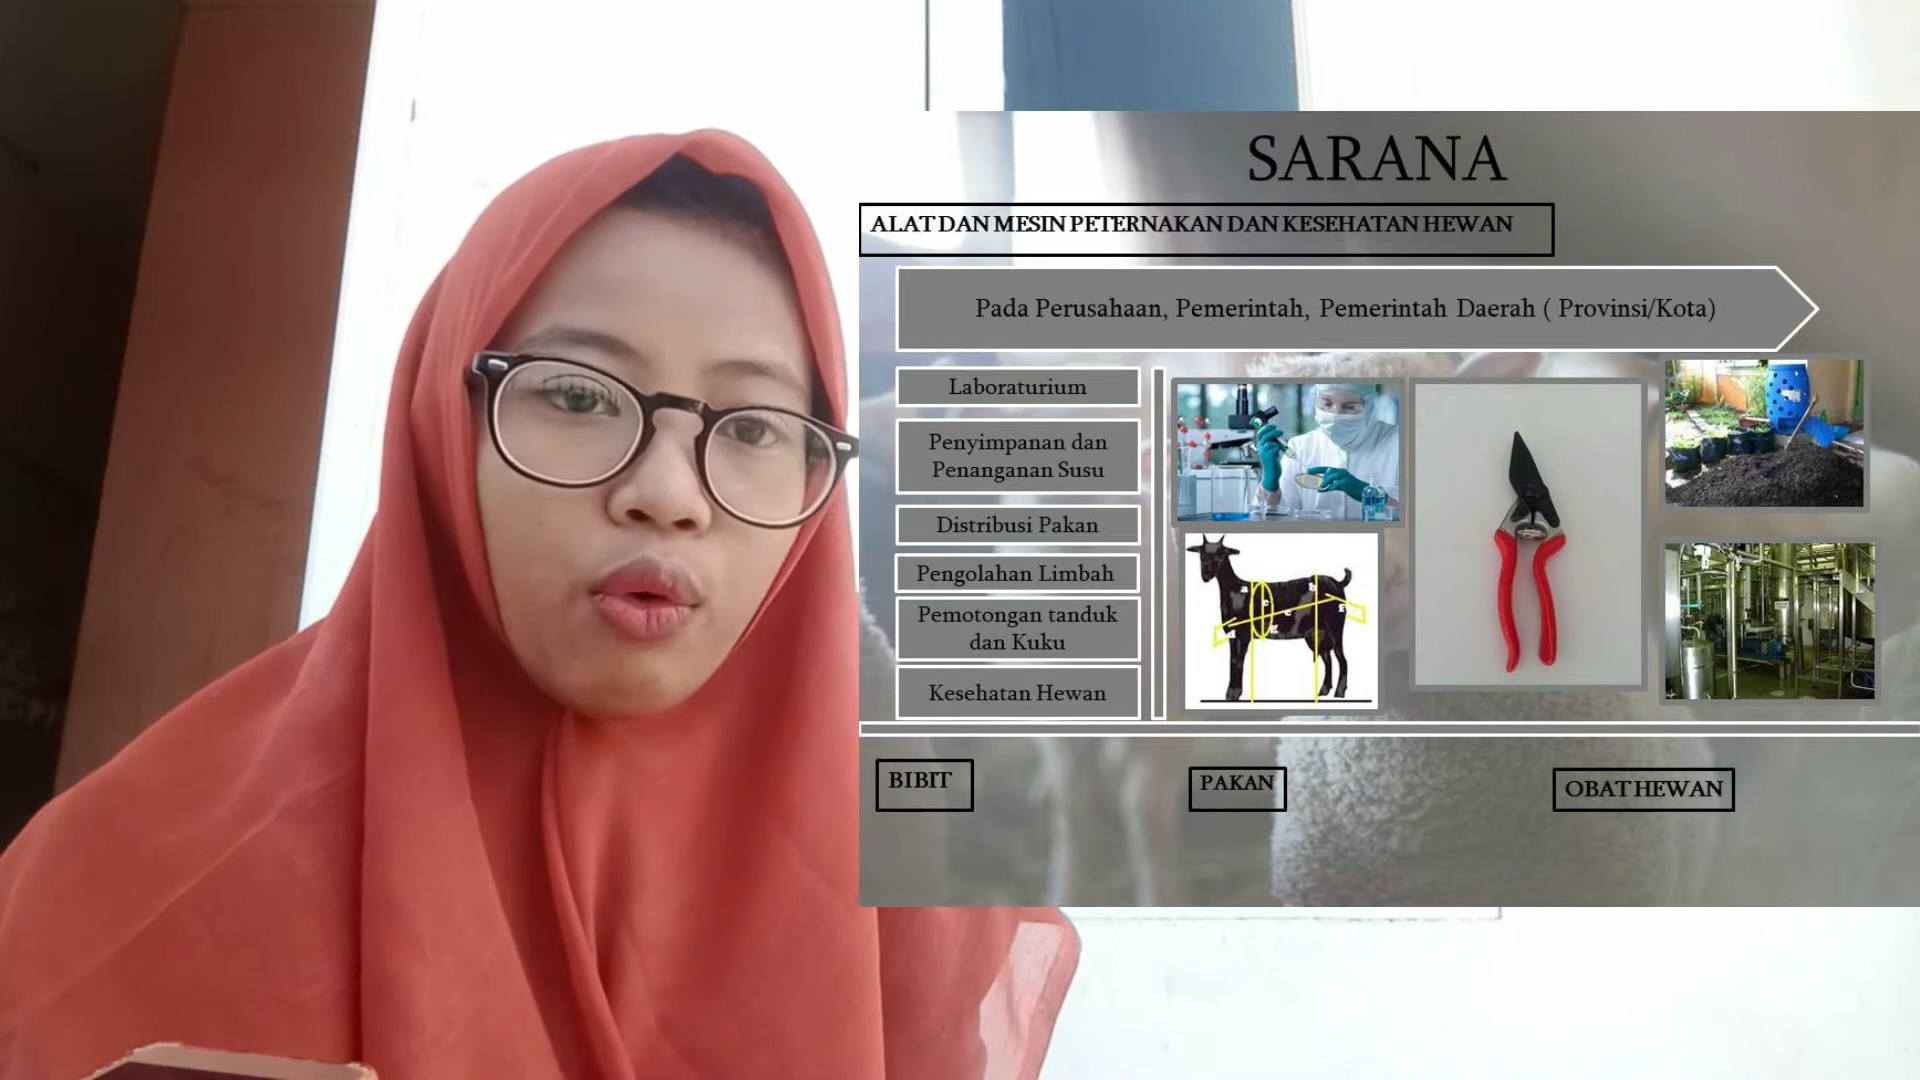 SARANA
ALAT DAN MESIN PETERNAKAN DAN KESEHATAN HEWAN
Pada Perusahaan, Pemerintah, Pemerintah Daerah ( Provinsi/Kota)
Laboraturium
Penyimpanan dan
Penanganan Susu
Distribusi Pakan
Pengolahan Limbah
Pemotongan tanduk
dan Kuku
Kesehatan Hewan
BIBIT
PAKAN
OBAT HEWAN